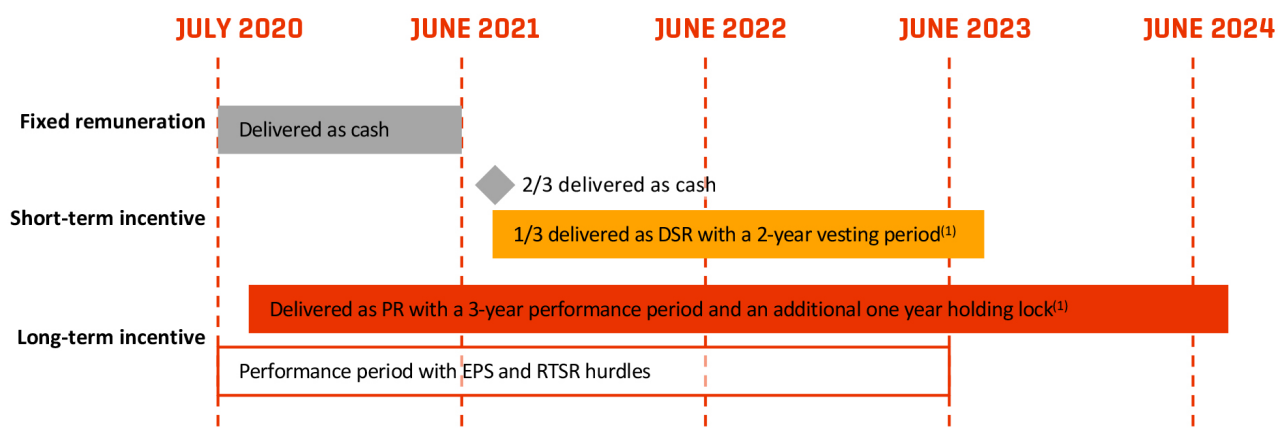 JULY 2020 JUNE 2021 JUNE 2022 JUNE 2023 JUNE 2024
Fixed remuneration
Delivered as cash
2/3 delivered as cash
Short-term incentive
1/3 delivered as DSR with a 2-year vesting period(1)
Delivered as PR with a 3-year performance period and an additional one year holding lock(1)
Long-term incentive
Performance period with EPS and RTSR hurdles